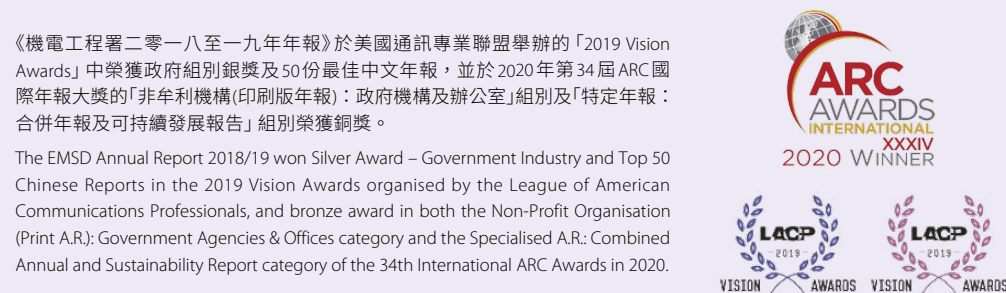 《機電工程署二零一八至一九年年報》於美國通訊專業聯盟舉辦的「2019 Vision
Awards」中榮獲政府組別銀獎及50份最佳中文年報，並於2020年第34屆ARC國
際年報大獎的「非牟利機構(印刷版年報)：政府機構及辦公室」組別及「特定年報：
合併年報及可持續發展報告」組別榮獲銅獎。
The EMSD Annual Report 2018/19 won Silver Award – Government Industry and Top 50
Chinese Reports in the 2019 Vision Awards organised by the League of American
Communications Professionals, and bronze award in both the Non-Profit Organisation
(Print A.R.): Government Agencies & Offices category and the Specialised A.R.: Combined
Annual and Sustainability Report category of the 34th International ARC Awards in 2020.
ARC
AWARDS
INTERNATIONAL
XXXIV
2020 WINNER
LACP
2019
VISION AWARDS
LACP
2019
VISION AWARDS